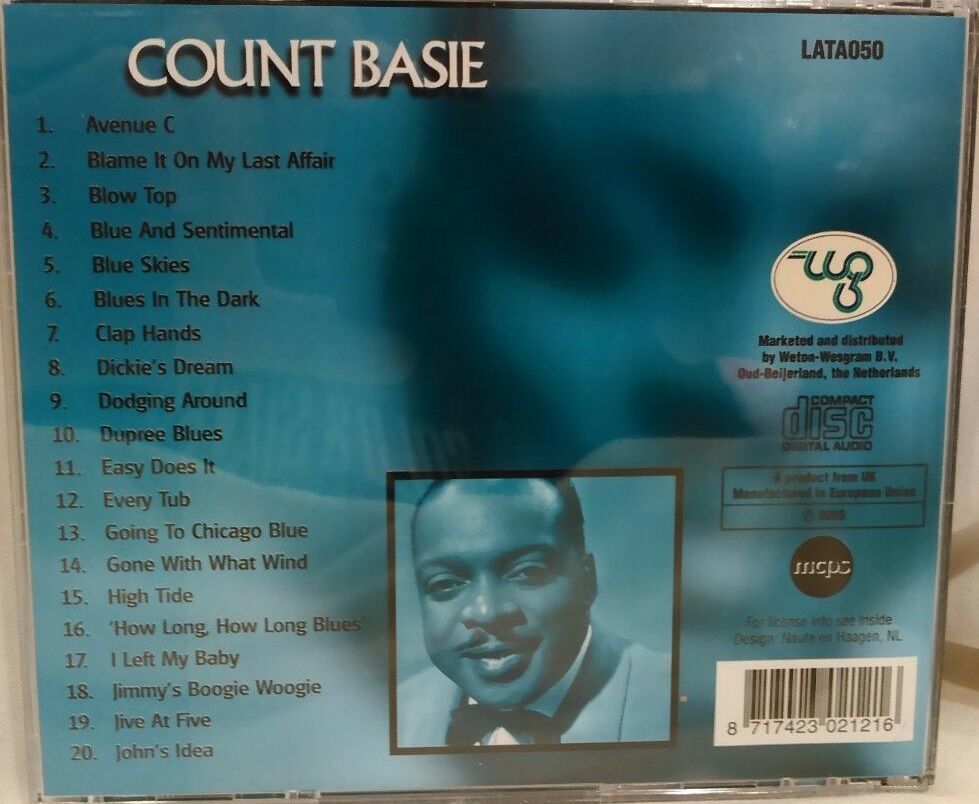 COUNT BASIE
LATA050
1. Avenue C
2. Blame It On My Last Affair
3. Blow Top
4. Blue And Sentimental
5. Blue Skies
6. Blues In The Dark
7. Clap Hands
8. Dickie's Dream
9. Dodging Around
10. Dupree Blues
11. Easy Does It
12. Every Tub
13. Going To Chicago Blue
14. Gone With What Wind
15. High Tide
16. 'How Long, How Long Blues'
17. I Left My Baby
18. Jimmy's Boogie Woogie
19. Jive At Five
20. John's Idea
Marketed and distributed
by Weton-Wesgram B.V.
Oud-Beijerland, the Netherlands
COMPACT
disc
DIGITAL AUDIO
A product from UK
Manufactured in European Union
℗ 2006
mcps
For license info see inside
Design: Nauta en Haagen, NL
8 717423 021216